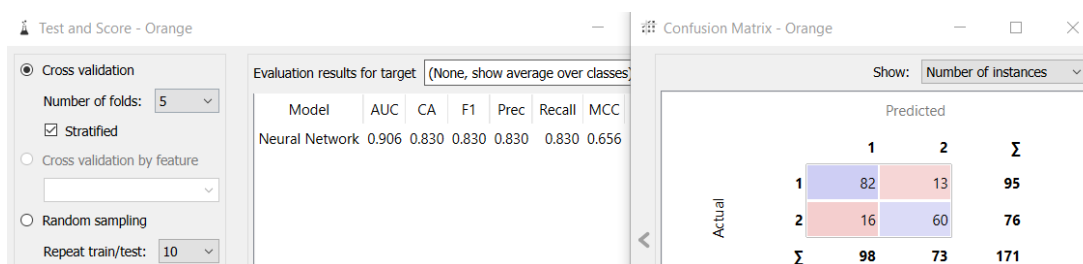 Test and Score - Orange
Cross validation
Number of folds: 5
Stratified
Cross validation by feature
Random sampling
Repeat train/test: 10
Evaluation results for target (None, show average over classes)
Model AUC CA F1 Prec Recall MCC
Neural Network 0.906 0.830 0.830 0.830 0.830 0.656
Confusion Matrix - Orange
Show: Number of instances
Predicted
1 2 Σ
Actual
1 82 13 95
2 16 60 76
Σ 98 73 171